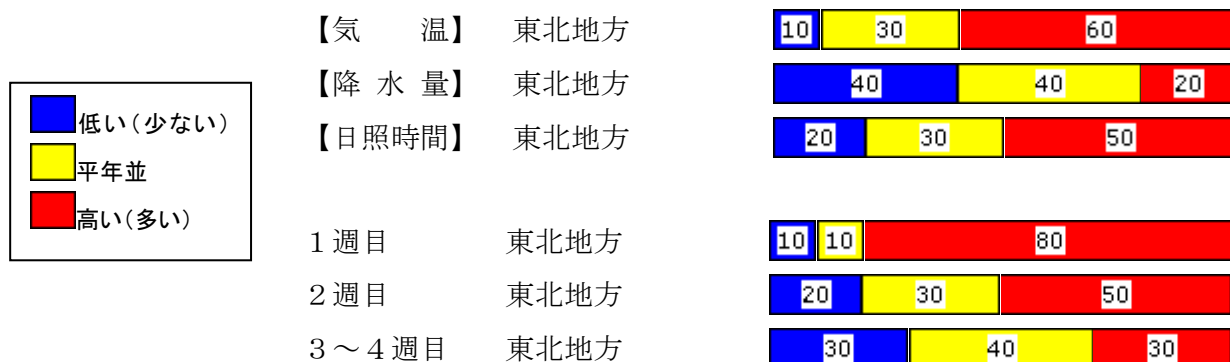 【気　　温】　東北地方　10　30　60
【降 水 量】　東北地方　40　40　20
【日照時間】　東北地方　20　30　50
低い（少ない）
平年並
高い（多い）
１週目　東北地方　10　10　80
２週目　東北地方　20　30　50
３～４週目　東北地方　30　40　30